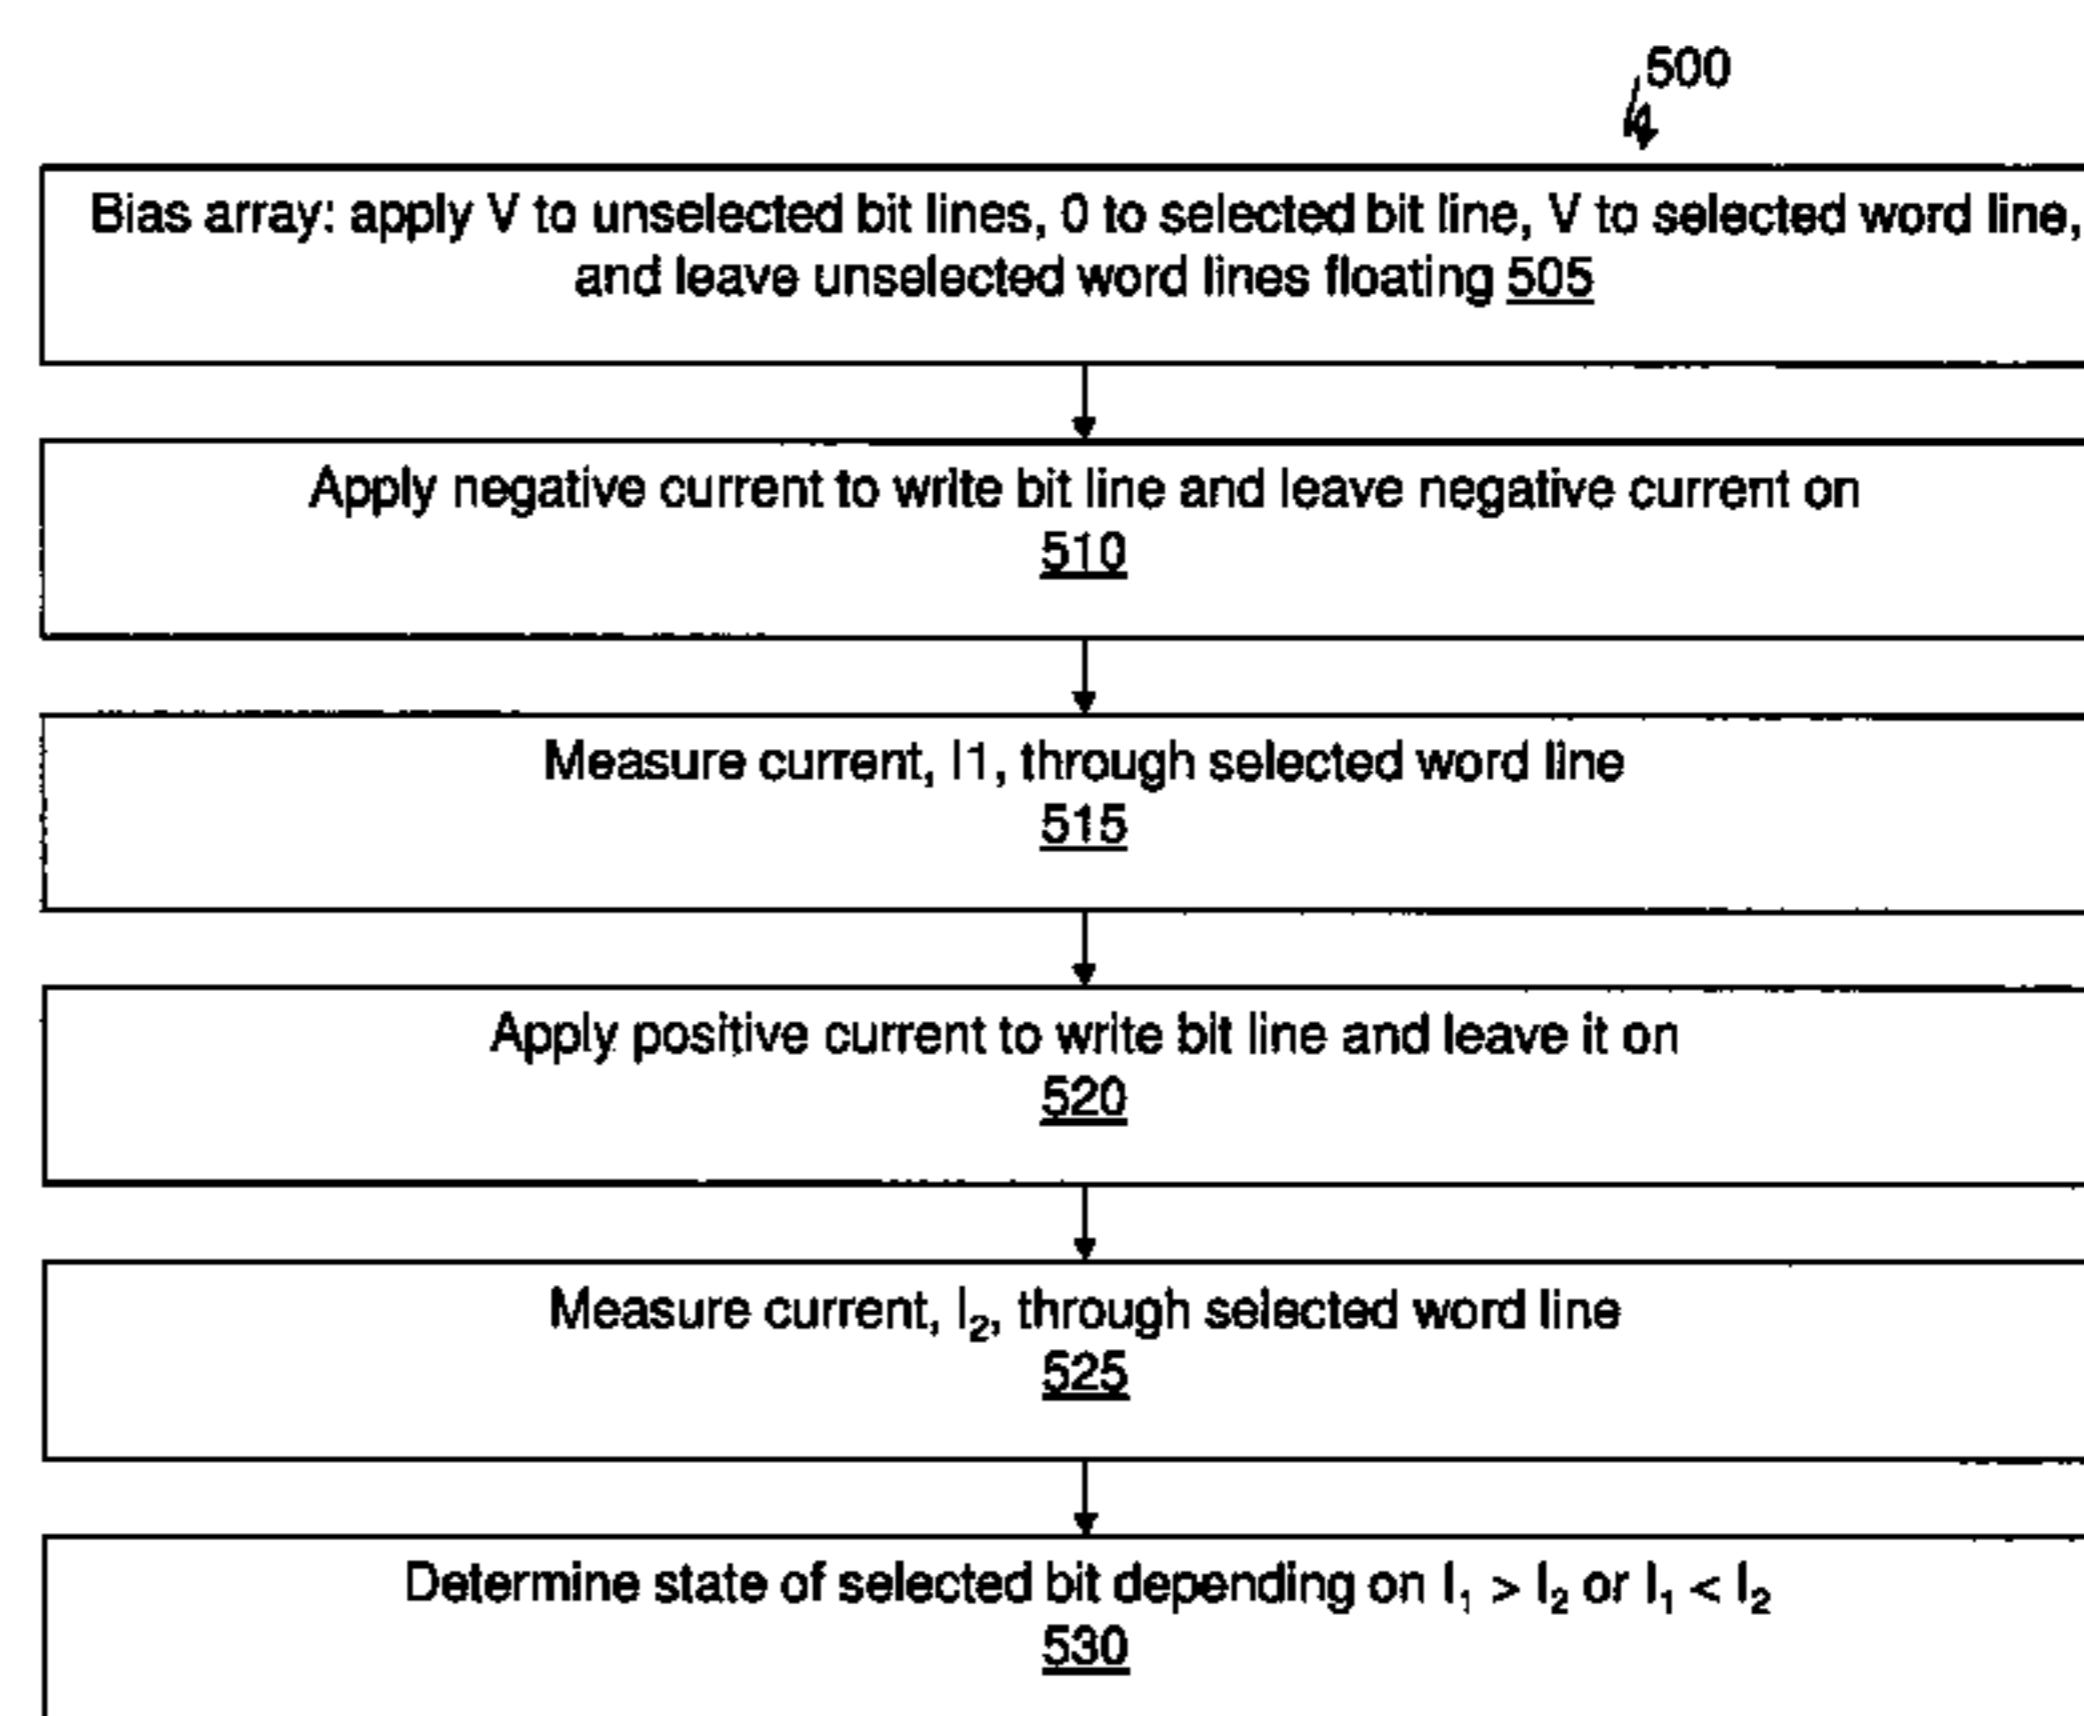 500
Bias array: apply V to unselected bit lines, 0 to selected bit line, V to selected word line,
and leave unselected word lines floating 505
Apply negative current to write bit line and leave negative current on
510
Measure current, I1, through selected word line
515
Apply positive current to write bit line and leave it on
520
Measure current, I₂, through selected word line
525
Determine state of selected bit depending on I₁ > I₂ or I₁ < I₂
530